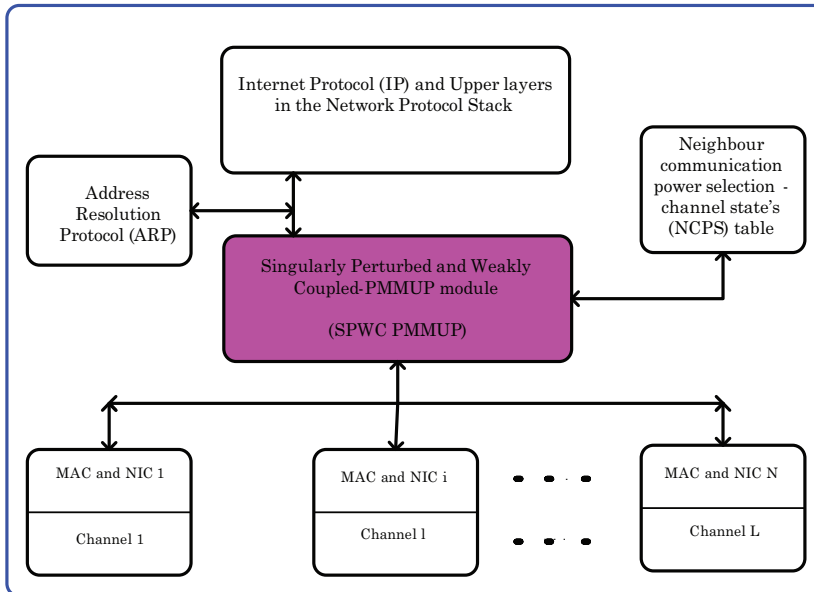 Internet Protocol (IP) and Upper layers
in the Network Protocol Stack
Neighbour
communication
power selection -
channel state's
(NCPS) table
Address
Resolution
Protocol (ARP)
Singularly Perturbed and Weakly
Coupled-PMMUP module
(SPWC PMMUP)
MAC and NIC 1
Channel 1
MAC and NIC i
Channel l
MAC and NIC N
Channel L